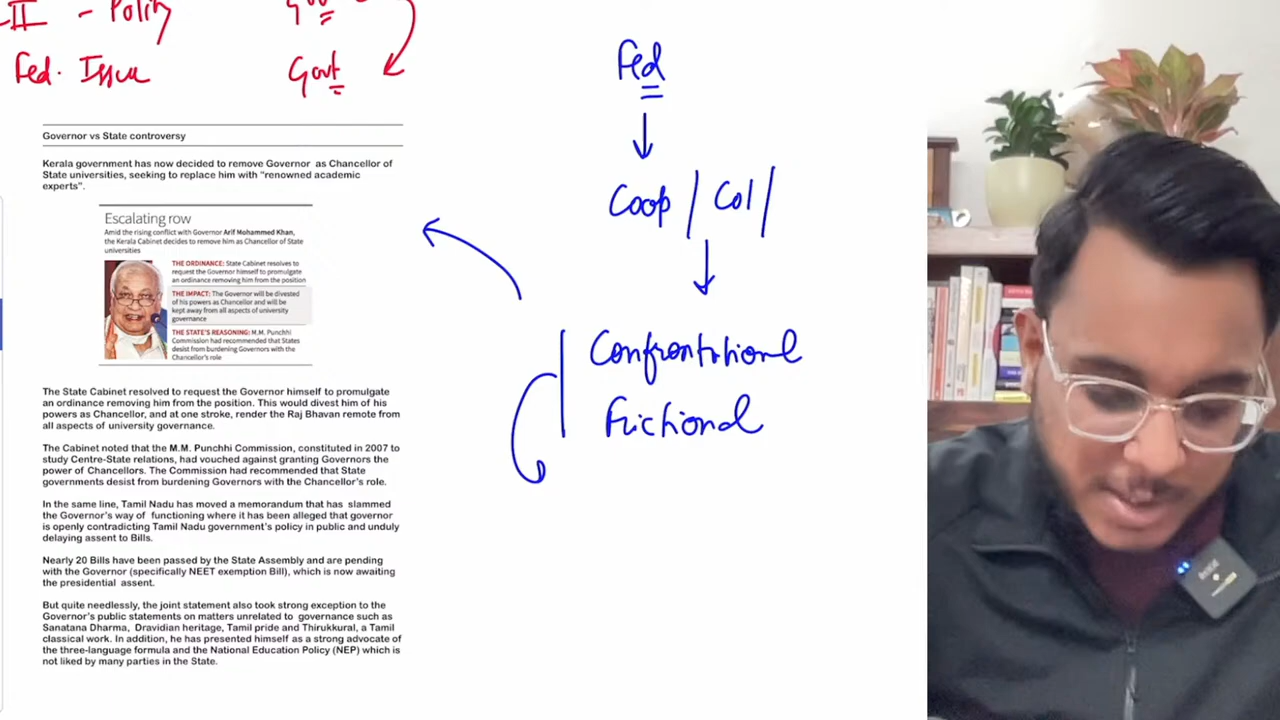 II - Polity
Fed. Issue
Govt
Governor vs State controversy
Kerala government has now decided to remove Governor as Chancellor of
State universities, seeking to replace him with "renowned academic
experts".
Escalating row
Amid the rising conflict with Governor Arif Mohammed Khan,
the Kerala Cabinet decides to remove him as Chancellor of State
universities
THE ORDINANCE: State Cabinet resolves to
request the Governor himself to promulgate
an ordinance removing him from the position
THE IMPACT: The Governor will be divested
of his powers as Chancellor and will be
kept away from all aspects of university
governance
THE STATE'S REASONING: M.M. Punchhi
Commission had recommended that States
desist from burdening Governors with the
Chancellor's role
The State Cabinet resolved to request the Governor himself to promulgate
an ordinance removing him from the position. This would divest him of his
powers as Chancellor, and at one stroke, render the Raj Bhavan remote from
all aspects of university governance.
The Cabinet noted that the M.M. Punchhi Commission, constituted in 2007 to
study Centre-State relations, had vouched against granting Governors the
power of Chancellors. The Commission had recommended that State
governments desist from burdening Governors with the Chancellor's role.
In the same line, Tamil Nadu has moved a memorandum that has slammed
the Governor's way of functioning where it has been alleged that governor
is openly contradicting Tamil Nadu government's policy in public and unduly
delaying assent to Bills.
Nearly 20 Bills have been passed by the State Assembly and are pending
with the Governor (specifically NEET exemption Bill), which is now awaiting
the presidential assent.
But quite needlessly, the joint statement also took strong exception to the
Governor's public statements on matters unrelated to governance such as
Sanatana Dharma, Dravidian heritage, Tamil pride and Thirukkural, a Tamil
classical work. In addition, he has presented himself as a strong advocate of
the three-language formula and the National Education Policy (NEP) which is
not liked by many parties in the State.
Fed
Coop / Col /
Confrontational
Frictional